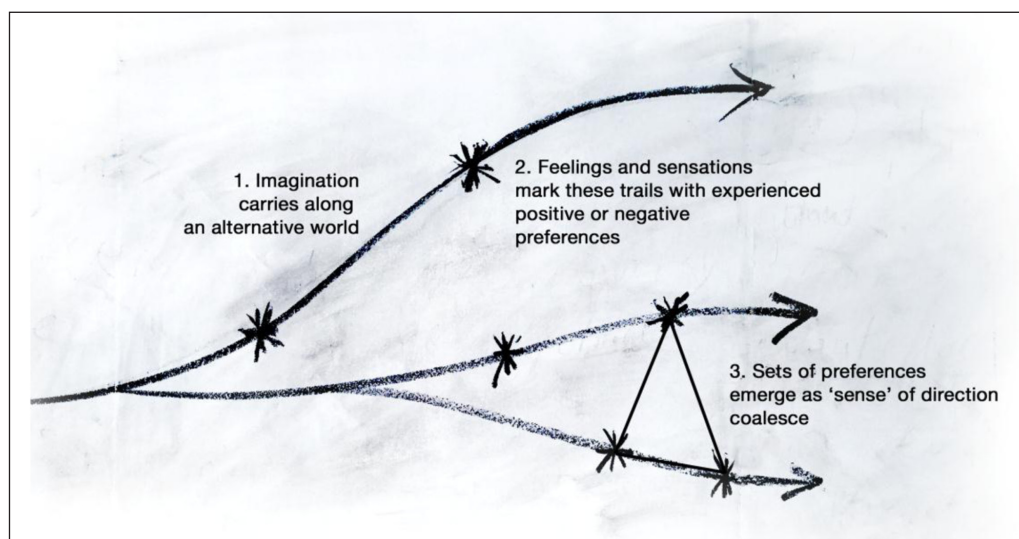 1. Imagination
carries along
an alternative world
2. Feelings and sensations
mark these trails with experienced
positive or negative
preferences
3. Sets of preferences
emerge as ‘sense’ of direction
coalesce